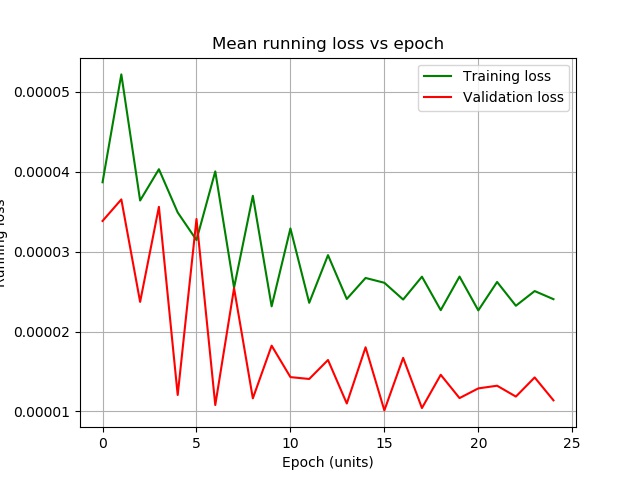 Mean running loss vs epoch
Training loss
Validation loss
0.00005
0.00004
0.00003
0.00002
0.00001
Running loss
0 5 10 15 20 25
Epoch (units)